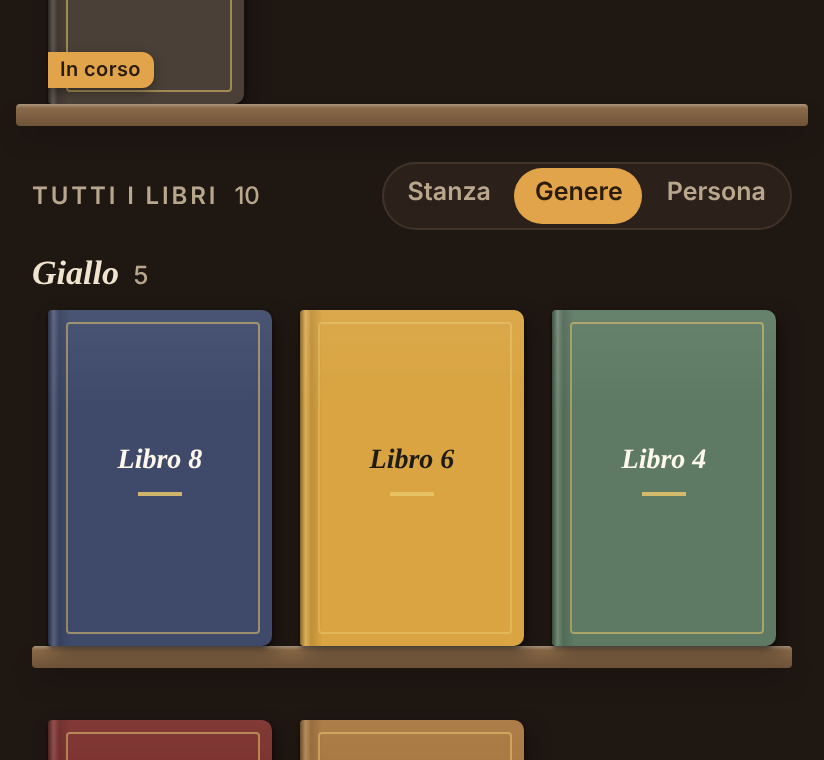 In corso
TUTTI I LIBRI 10
Stanza Genere Persona
Giallo 5
Libro 8
Libro 6
Libro 4